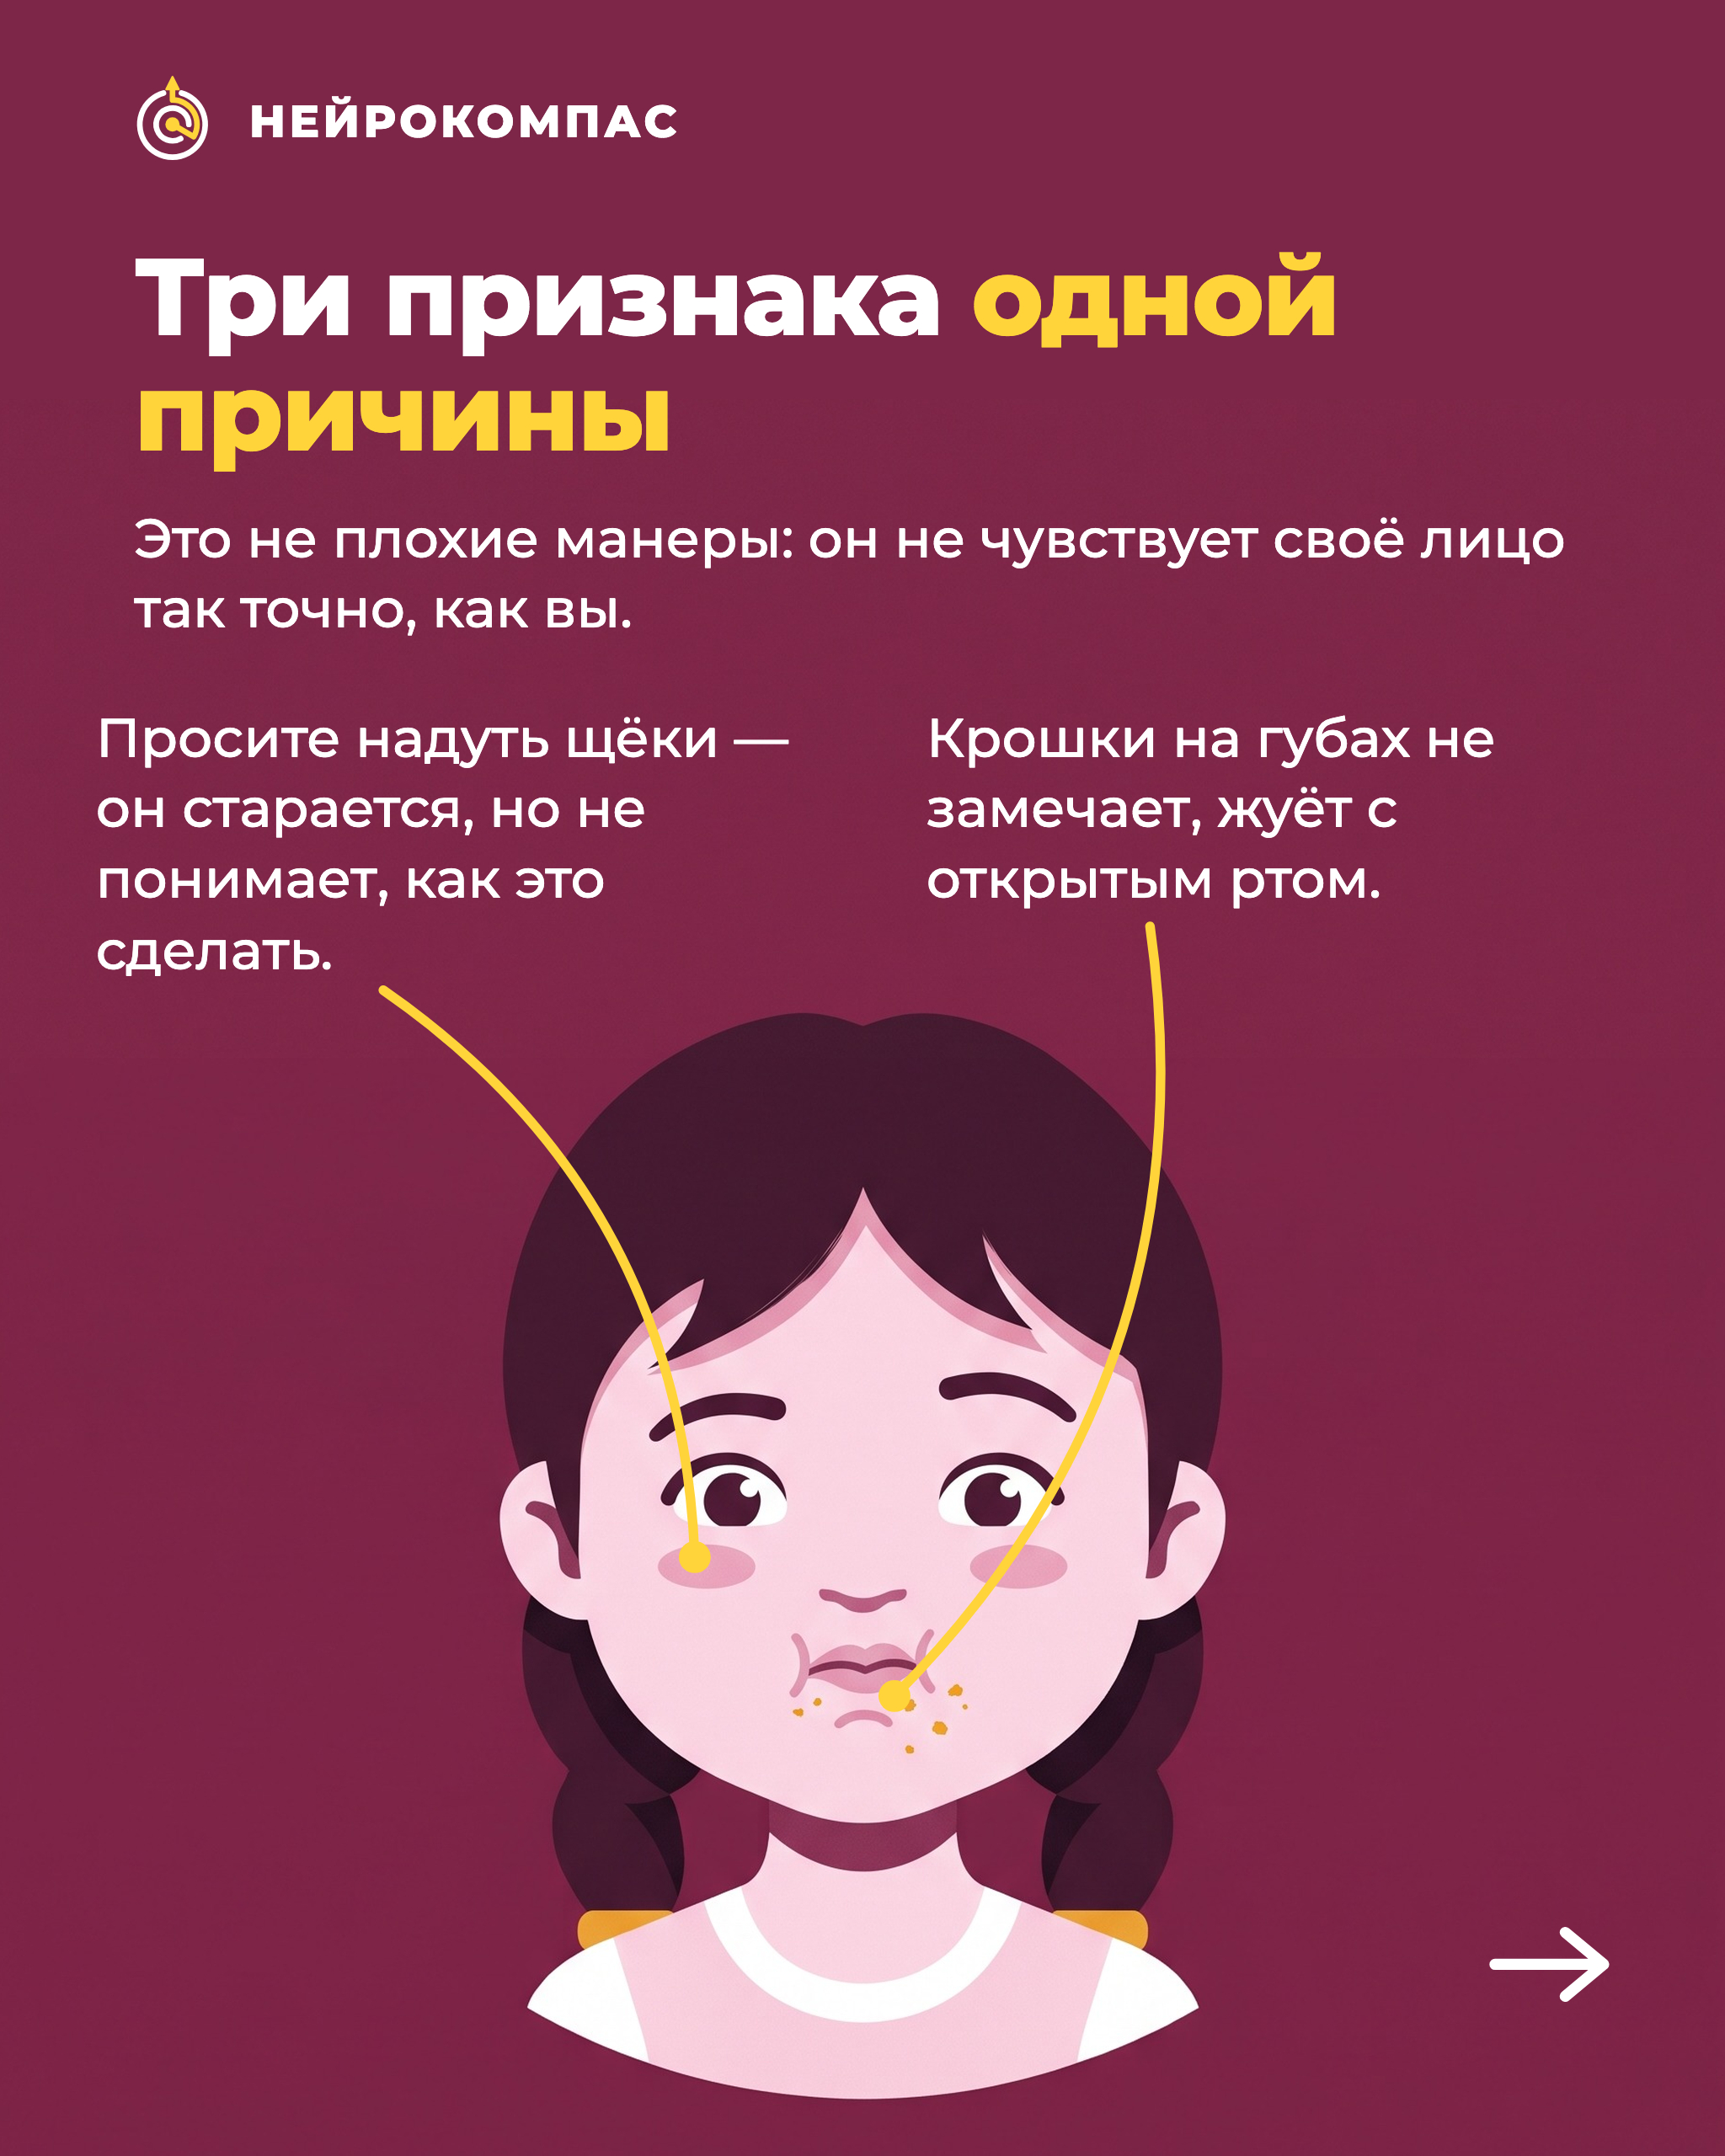 НЕЙРОКОМПАС
Три признака одной
причины
Это не плохие манеры: он не чувствует своё лицо
так точно, как вы.
Просите надуть щёки —
он старается, но не
понимает, как это
сделать.
Крошки на губах не
замечает, жуёт с
открытым ртом.